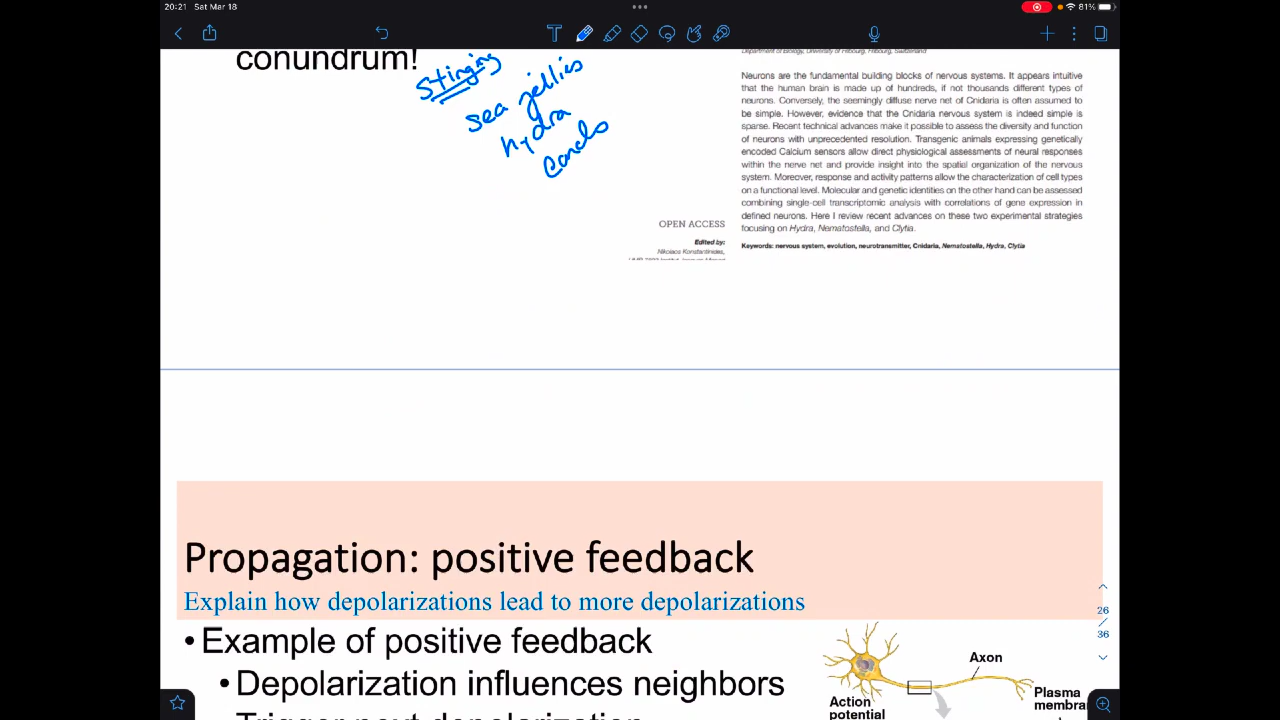 20:21 Sat Mar 18
81%
conundrum!
stinging
sea jellies
hydra
corals
Department of Biology, University of Fribourg, Fribourg, Switzerland
Neurons are the fundamental building blocks of nervous systems. It appears intuitive
that the human brain is made up of hundreds, if not thousands different types of
neurons. Conversely, the seemingly diffuse nerve net of Cnidaria is often assumed to
be simple. However, evidence that the Cnidaria nervous system is indeed simple is
sparse. Recent technical advances make it possible to assess the diversity and function
of neurons with unprecedented resolution. Transgenic animals expressing genetically
encoded Calcium sensors allow direct physiological assessments of neural responses
within the nerve net and provide insight into the spatial organization of the nervous
system. Moreover, response and activity patterns allow the characterization of cell types
on a functional level. Molecular and genetic identities on the other hand can be assessed
combining single-cell transcriptomic analysis with correlations of gene expression in
defined neurons. Here I review recent advances on these two experimental strategies
focusing on Hydra, Nematostella, and Clytia.
Keywords: nervous system, evolution, neurotransmitter, Cnidaria, Nematostella, Hydra, Clytia
OPEN ACCESS
Edited by:
Nikolaos Konstantinides,
Propagation: positive feedback
Explain how depolarizations lead to more depolarizations
• Example of positive feedback
• Depolarization influences neighbors
Trigger next depolarization
Axon
Action
potential
Plasma
26
/
36